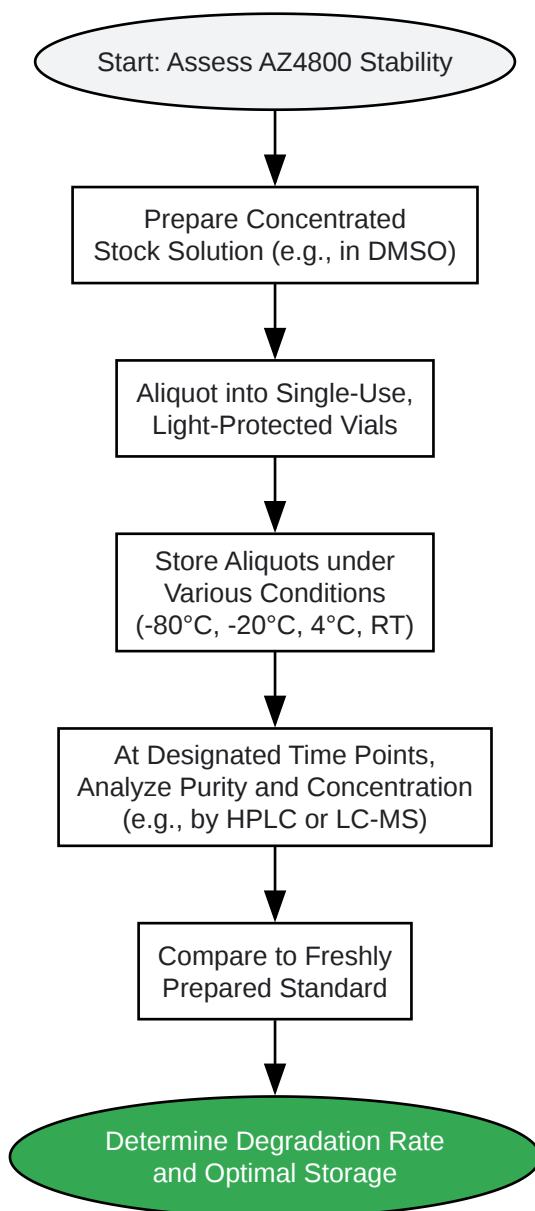 Start: Assess AZ4800 Stability
Prepare Concentrated
Stock Solution (e.g., in DMSO)
Aliquot into Single-Use,
Light-Protected Vials
Store Aliquots under
Various Conditions
(-80°C, -20°C, 4°C, RT)
At Designated Time Points,
Analyze Purity and Concentration
(e.g., by HPLC or LC-MS)
Compare to Freshly
Prepared Standard
Determine Degradation Rate
and Optimal Storage